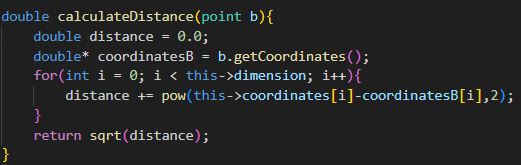 double calculateDistance(point b){
    double distance = 0.0;
    double* coordinatesB = b.getCoordinates();
    for(int i = 0; i < this->dimension; i++){
        distance += pow(this->coordinates[i]-coordinatesB[i],2);
    }
    return sqrt(distance);
}